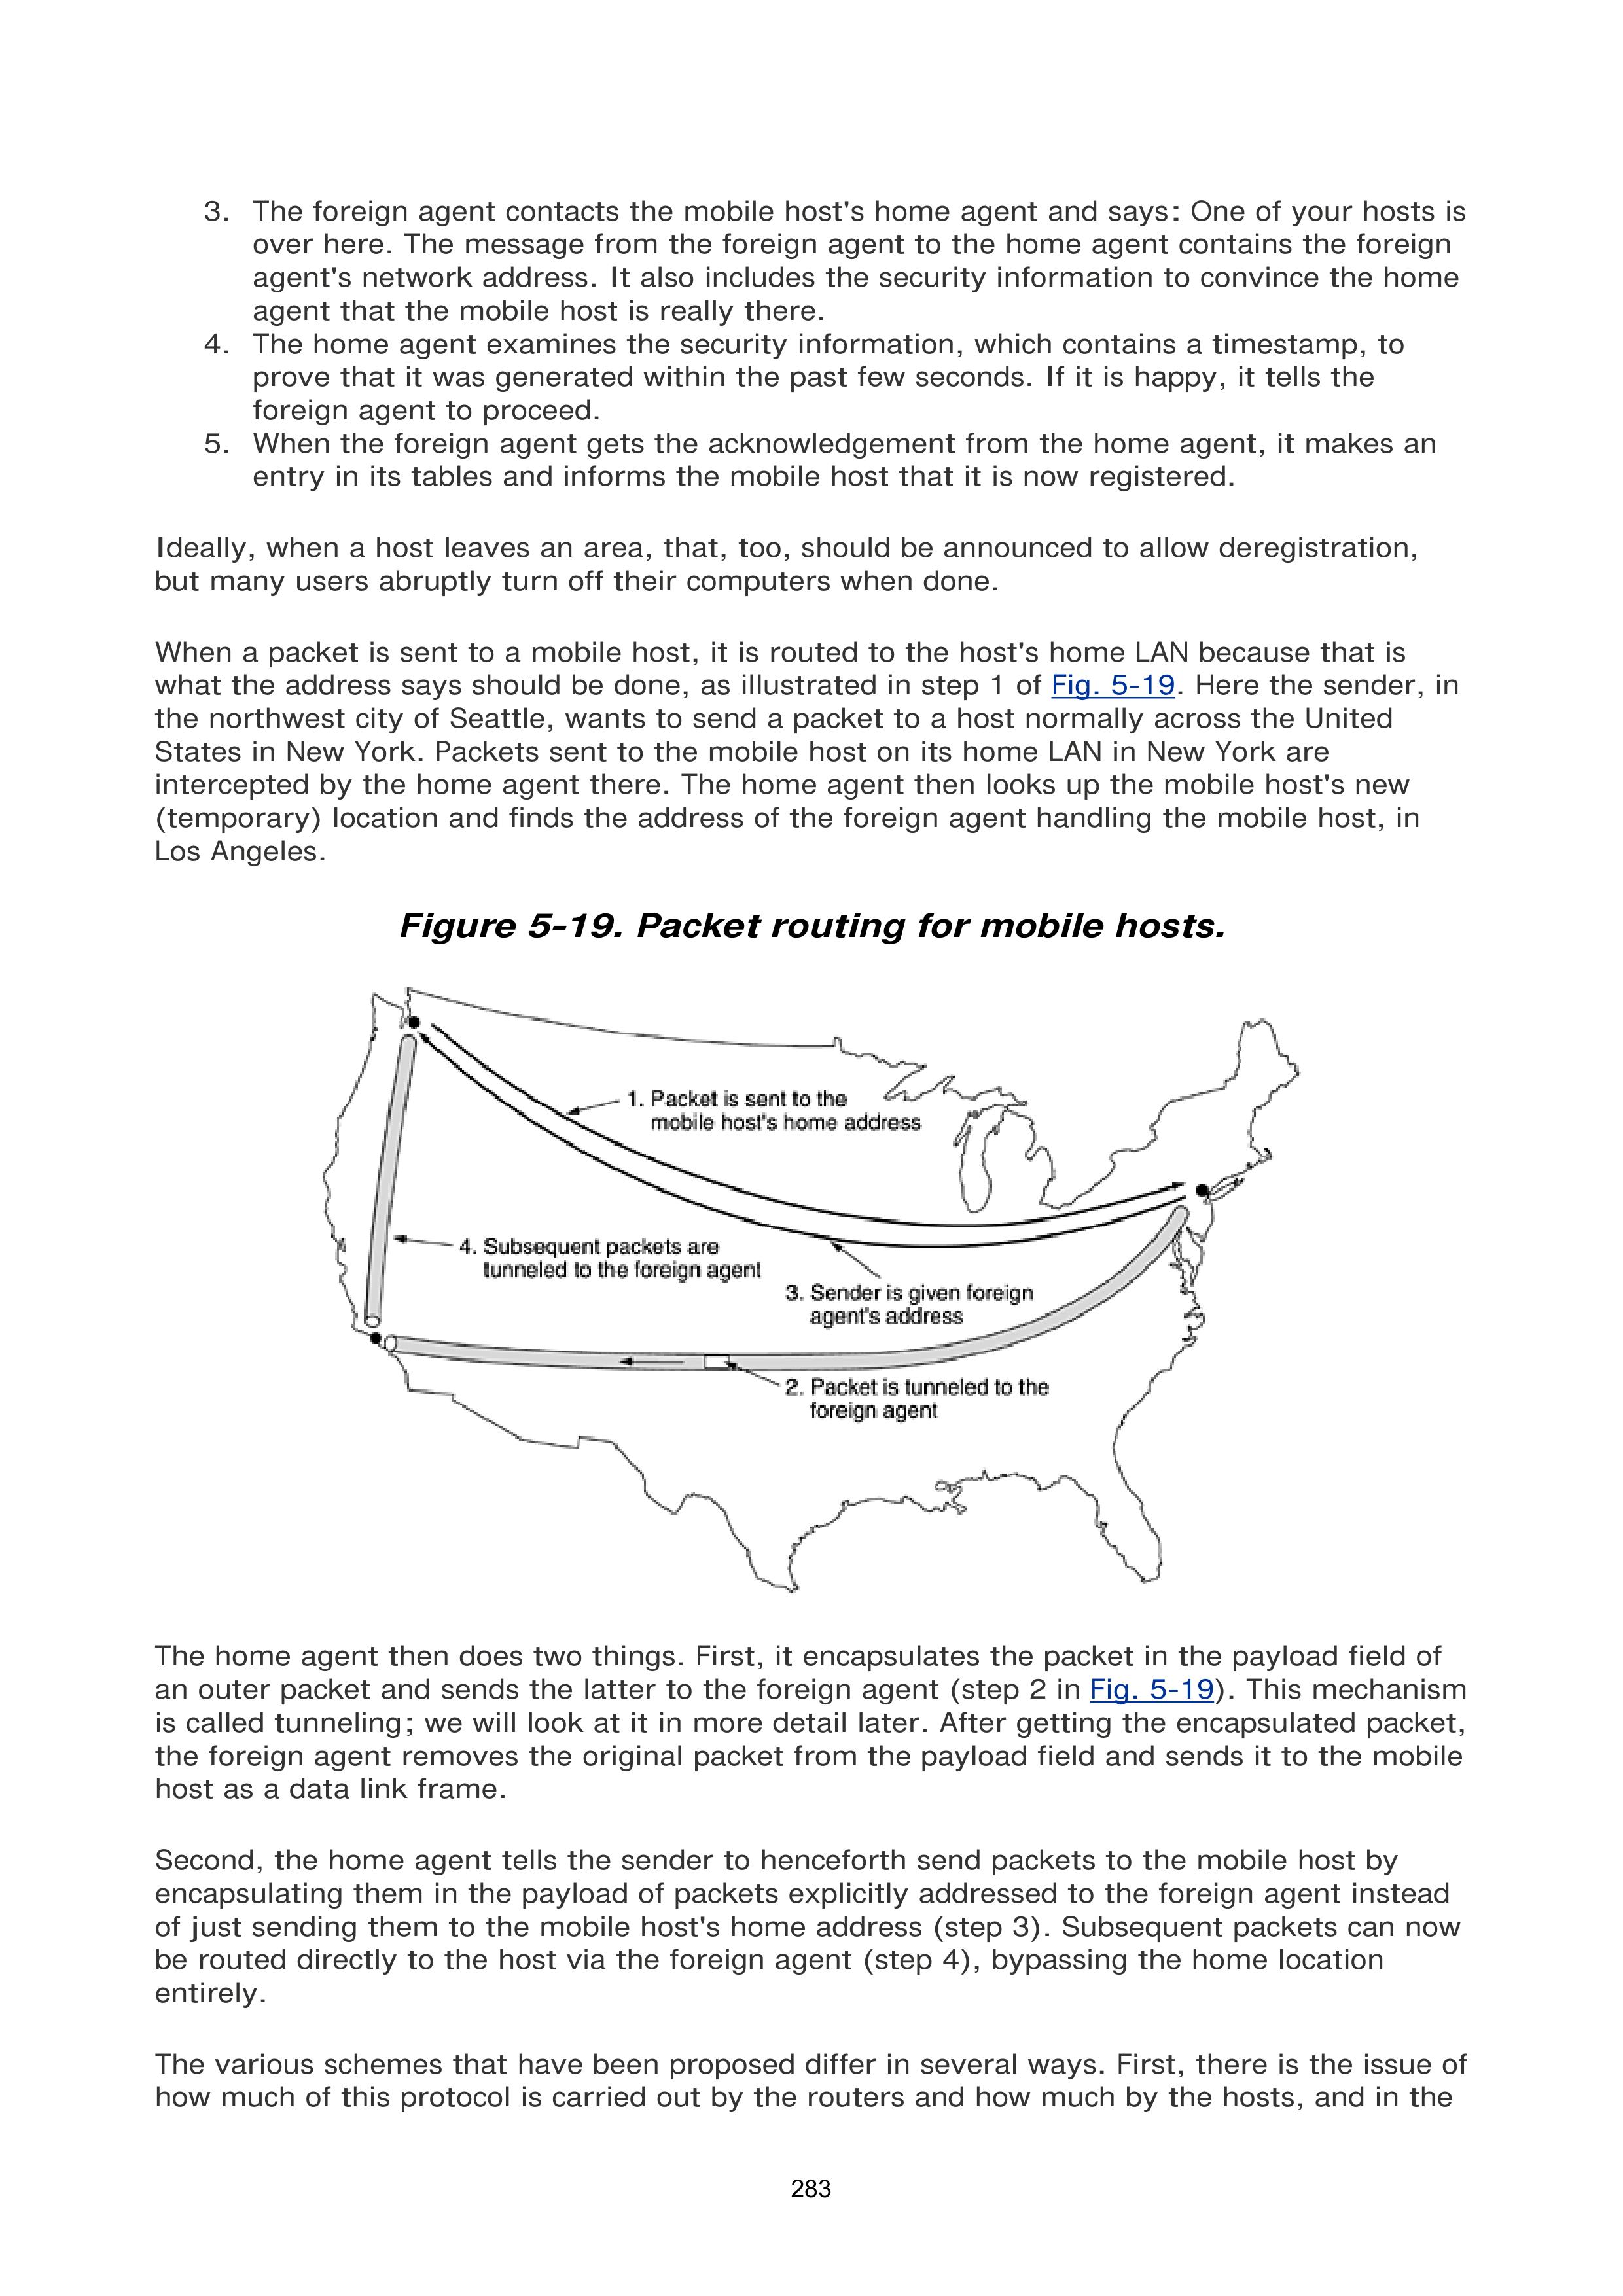 3. The foreign agent contacts the mobile host's home agent and says: One of your hosts is
over here. The message from the foreign agent to the home agent contains the foreign
agent's network address. It also includes the security information to convince the home
agent that the mobile host is really there.
4. The home agent examines the security information, which contains a timestamp, to
prove that it was generated within the past few seconds. If it is happy, it tells the
foreign agent to proceed.
5. When the foreign agent gets the acknowledgement from the home agent, it makes an
entry in its tables and informs the mobile host that it is now registered.
Ideally, when a host leaves an area, that, too, should be announced to allow deregistration,
but many users abruptly turn off their computers when done.
When a packet is sent to a mobile host, it is routed to the host's home LAN because that is
what the address says should be done, as illustrated in step 1 of Fig. 5-19. Here the sender, in
the northwest city of Seattle, wants to send a packet to a host normally across the United
States in New York. Packets sent to the mobile host on its home LAN in New York are
intercepted by the home agent there. The home agent then looks up the mobile host's new
(temporary) location and finds the address of the foreign agent handling the mobile host, in
Los Angeles.
Figure 5-19. Packet routing for mobile hosts.
1. Packet is sent to the
mobile host's home address
4. Subsequent packets are
tunneled to the foreign agent
3. Sender is given foreign
agent's address
2. Packet is tunneled to the
foreign agent
The home agent then does two things. First, it encapsulates the packet in the payload field of
an outer packet and sends the latter to the foreign agent (step 2 in Fig. 5-19). This mechanism
is called tunneling; we will look at it in more detail later. After getting the encapsulated packet,
the foreign agent removes the original packet from the payload field and sends it to the mobile
host as a data link frame.
Second, the home agent tells the sender to henceforth send packets to the mobile host by
encapsulating them in the payload of packets explicitly addressed to the foreign agent instead
of just sending them to the mobile host's home address (step 3). Subsequent packets can now
be routed directly to the host via the foreign agent (step 4), bypassing the home location
entirely.
The various schemes that have been proposed differ in several ways. First, there is the issue of
how much of this protocol is carried out by the routers and how much by the hosts, and in the
283